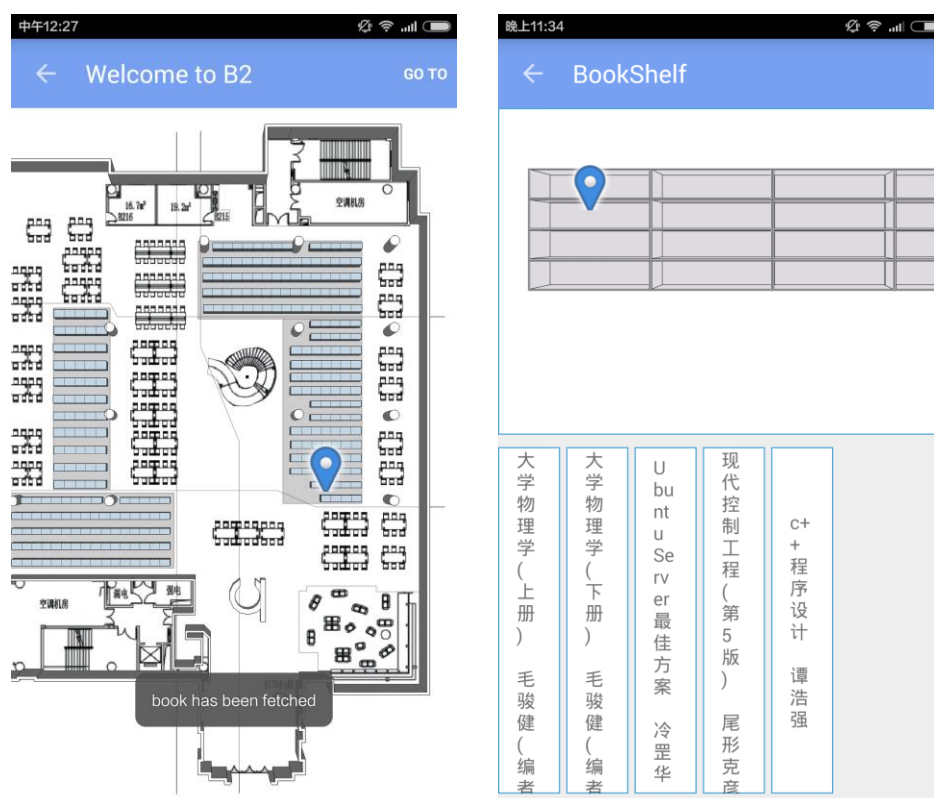 中午12:27
Welcome to B2
GO TO
16.7m²
B216
19.2m²
B215
空调机房
空调机房
弱电
强电
book has been fetched
晚上11:34
BookShelf
大学物理学(上册) 毛骏健(编者
大学物理学(下册) 毛骏健(编者
Ubuntu Server最佳方案 冷罡华
现代控制工程(第5版) 尾形克彦
c++程序设计 谭浩强